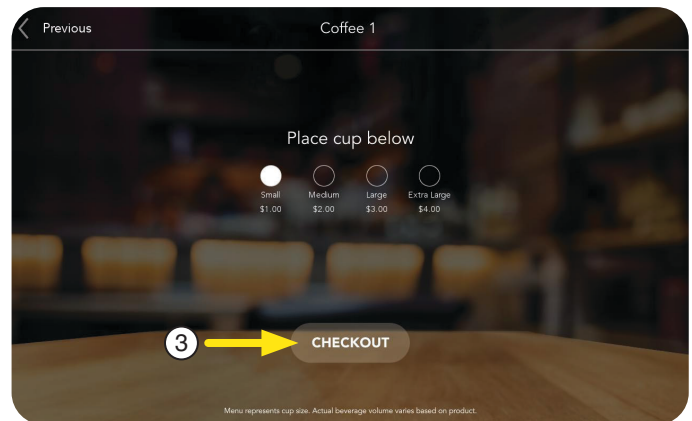 Previous
Coffee 1
Place cup below
Small Medium Large Extra Large
$1.00 $2.00 $3.00 $4.00
3
CHECKOUT
Menu represents cup size. Actual beverage volume varies based on product.